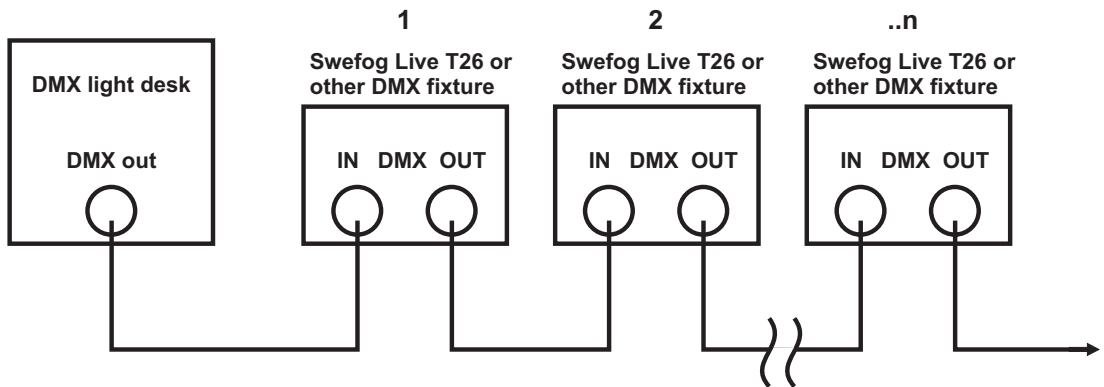 1
2
..n
DMX light desk
DMX out
Swefog Live T26 or
other DMX fixture
IN DMX OUT
Swefog Live T26 or
other DMX fixture
IN DMX OUT
Swefog Live T26 or
other DMX fixture
IN DMX OUT